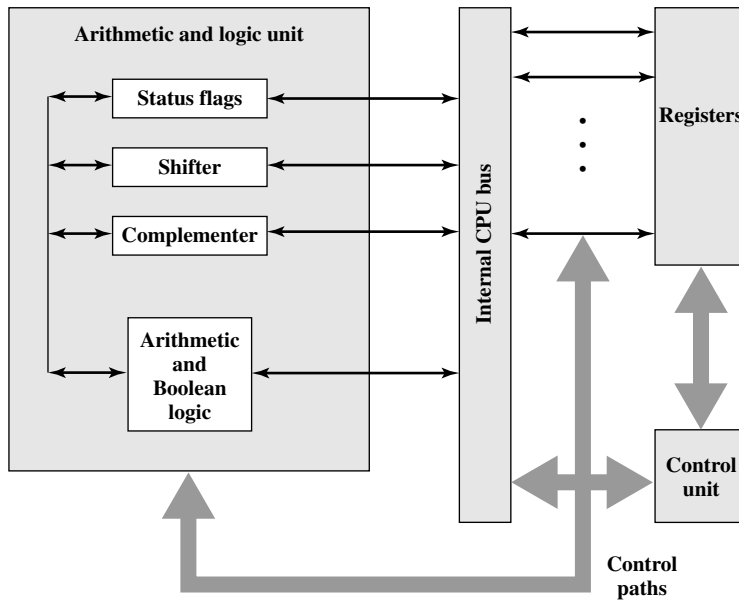 Arithmetic and logic unit
Status flags
Shifter
Complementer
Arithmetic
and
Boolean
logic
Internal CPU bus
Registers
Control
unit
Control
paths